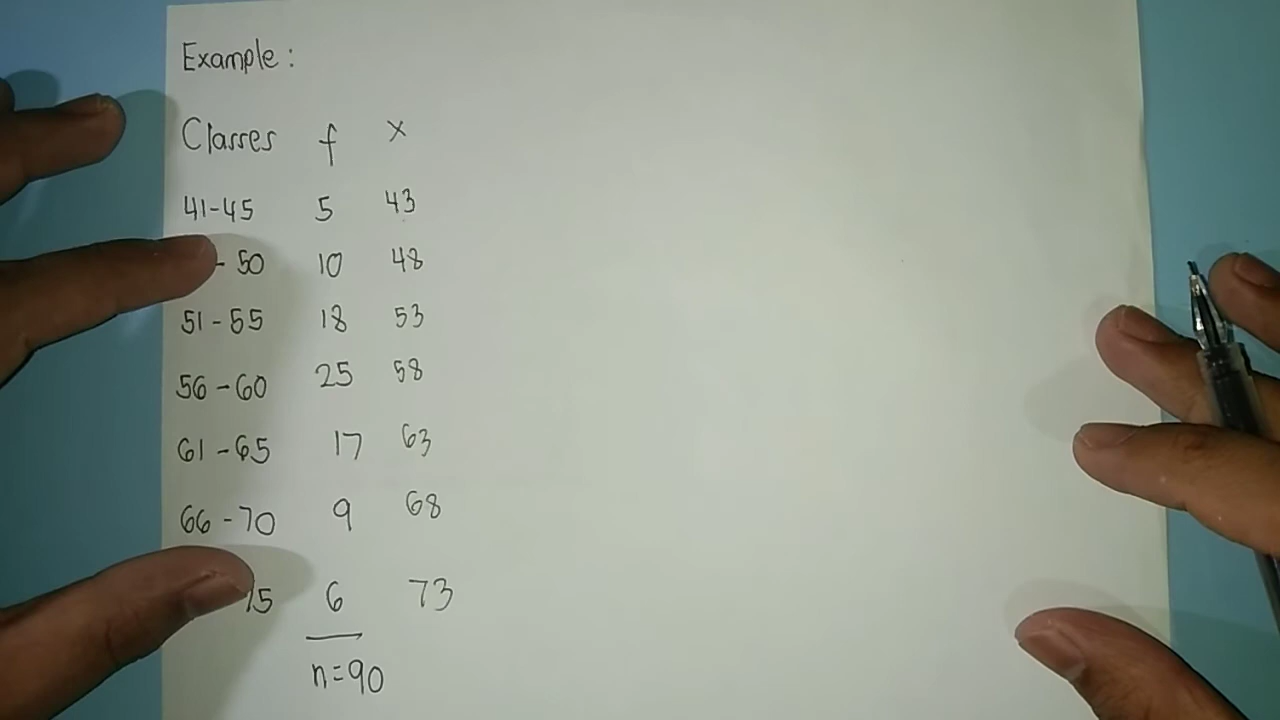 Example:
Classes f x
41-45 5 43
- 50 10 48
51-55 18 53
56-60 25 58
61-65 17 63
66-70 9 68
75 6 73
n=90